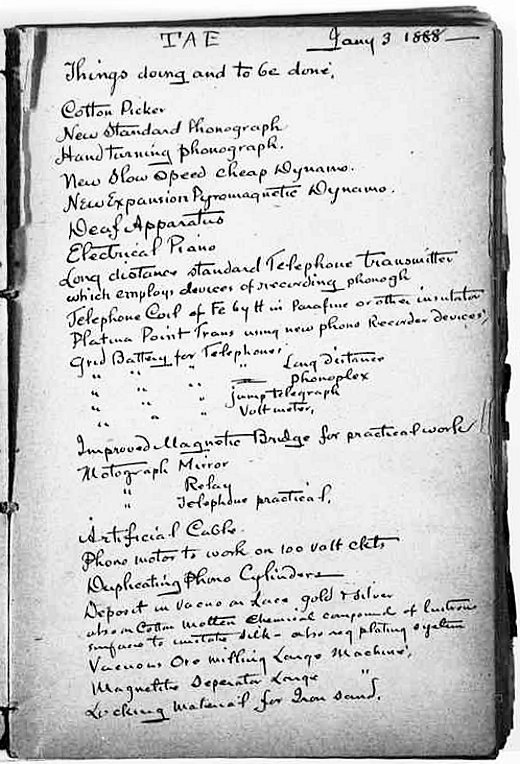 TAE Jany 3 1888
Things doing and to be done,
Cotton Picker
New Standard Phonograph
Hand turning phonograph.
New Slow Speed cheap Dynamo.
New Expansion Pyromagnetic Dynamo.
Deaf Apparatus
Electrical Piano
Long distance standard Telephone transmitter
which employs devices of recording phonogh
Telephone Coil of Fe by tt in Parafine or other insulator
Platina Point Trans using new phono Recorder devices,
Grid Battery for Telephones.
" " " Long distance
" " " Phonoplex
" " " jump telegraph
" " " Voltmeter,
Improved Magnetic Bridge for practical work
Motograph Mirror
" Relay
" Telephone practical,
Artificial Cable
Phono motor to work on 100 volt ckts
Duplicating Phono Cylinders
Deposit in vacuo on Lace, gold & silver
also on Cotton molten chemical compound of lustrous
surface to imitate silk - also reg plating system
Vacuous Ore milling Large Machine,
Magnetic Seperator Large "
Locking material for Iron sand,